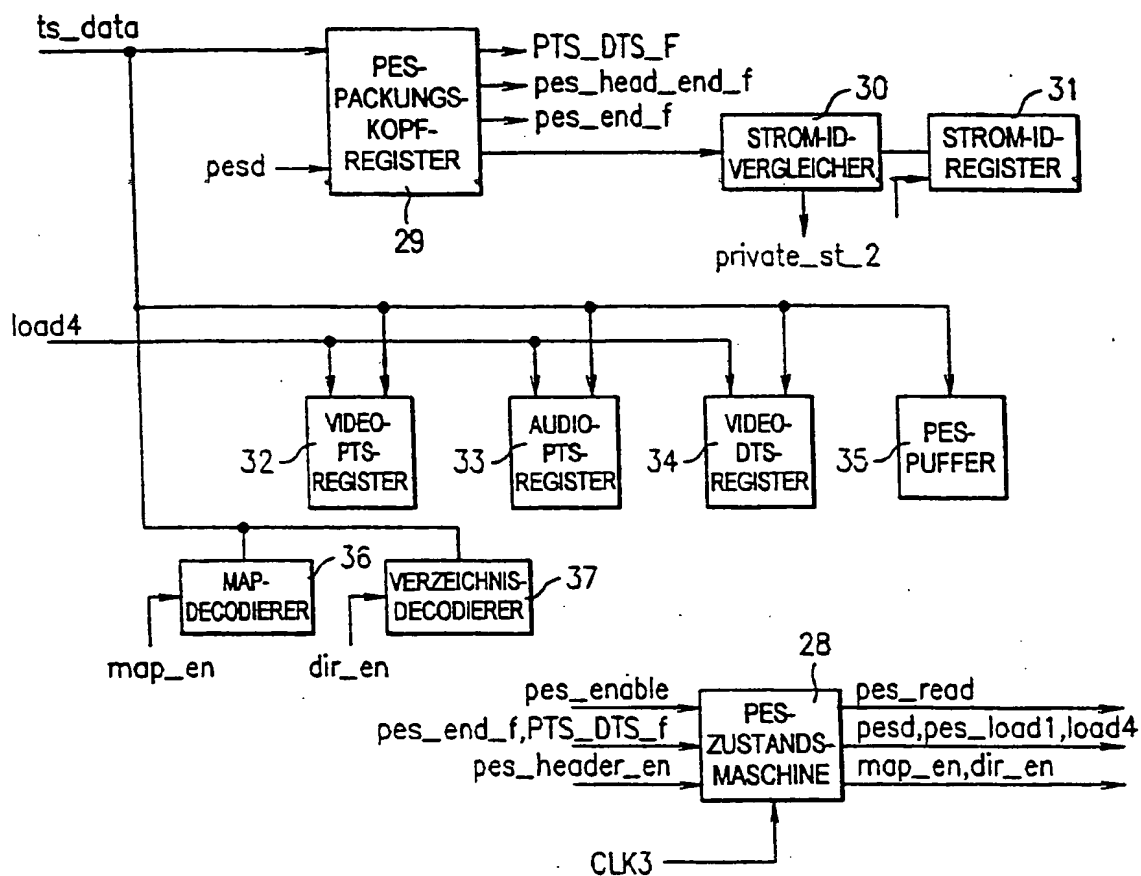 ts_data
PES-
PACKUNGS-
KOPF-
REGISTER
PTS_DTS_F
pes_head_end_f
pes_end_f
pesd
29
30
STROM-ID-
VERGLEICHER
31
STROM-ID-
REGISTER
private_st_2
load4
VIDEO-
PTS-
REGISTER
32
AUDIO-
PTS-
REGISTER
33
VIDEO-
DTS-
REGISTER
34
PES-
PUFFER
35
MAP-
DECODIERER
36
VERZEICHNIS-
DECODIERER
37
map_en
dir_en
28
pes_enable
pes_end_f,PTS_DTS_f
pes_header_en
PES-
ZUSTANDS-
MASCHINE
pes_read
pesd,pes_load1,load4
map_en,dir_en
CLK3